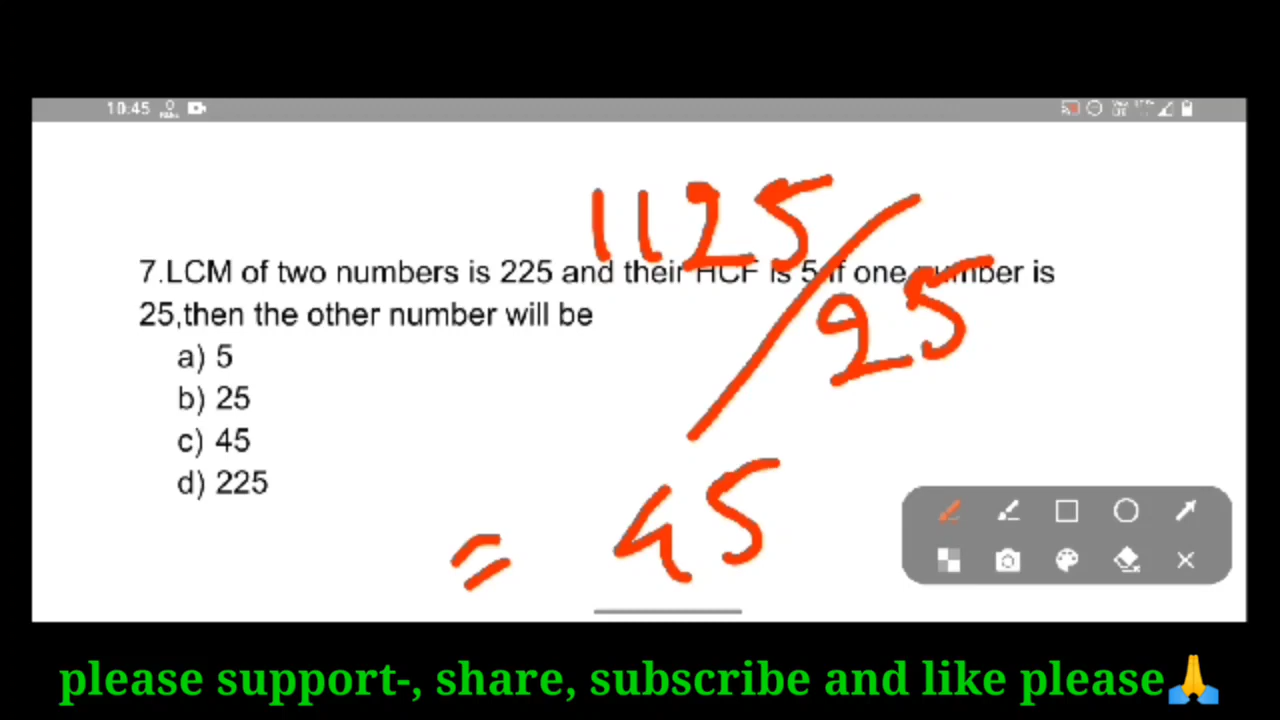 10:45
1125/25
7.LCM of two numbers is 225 and their HCF is 5.If one number is
25,then the other number will be
a) 5
b) 25
c) 45
d) 225
= 45
please support-, share, subscribe and like please🙏